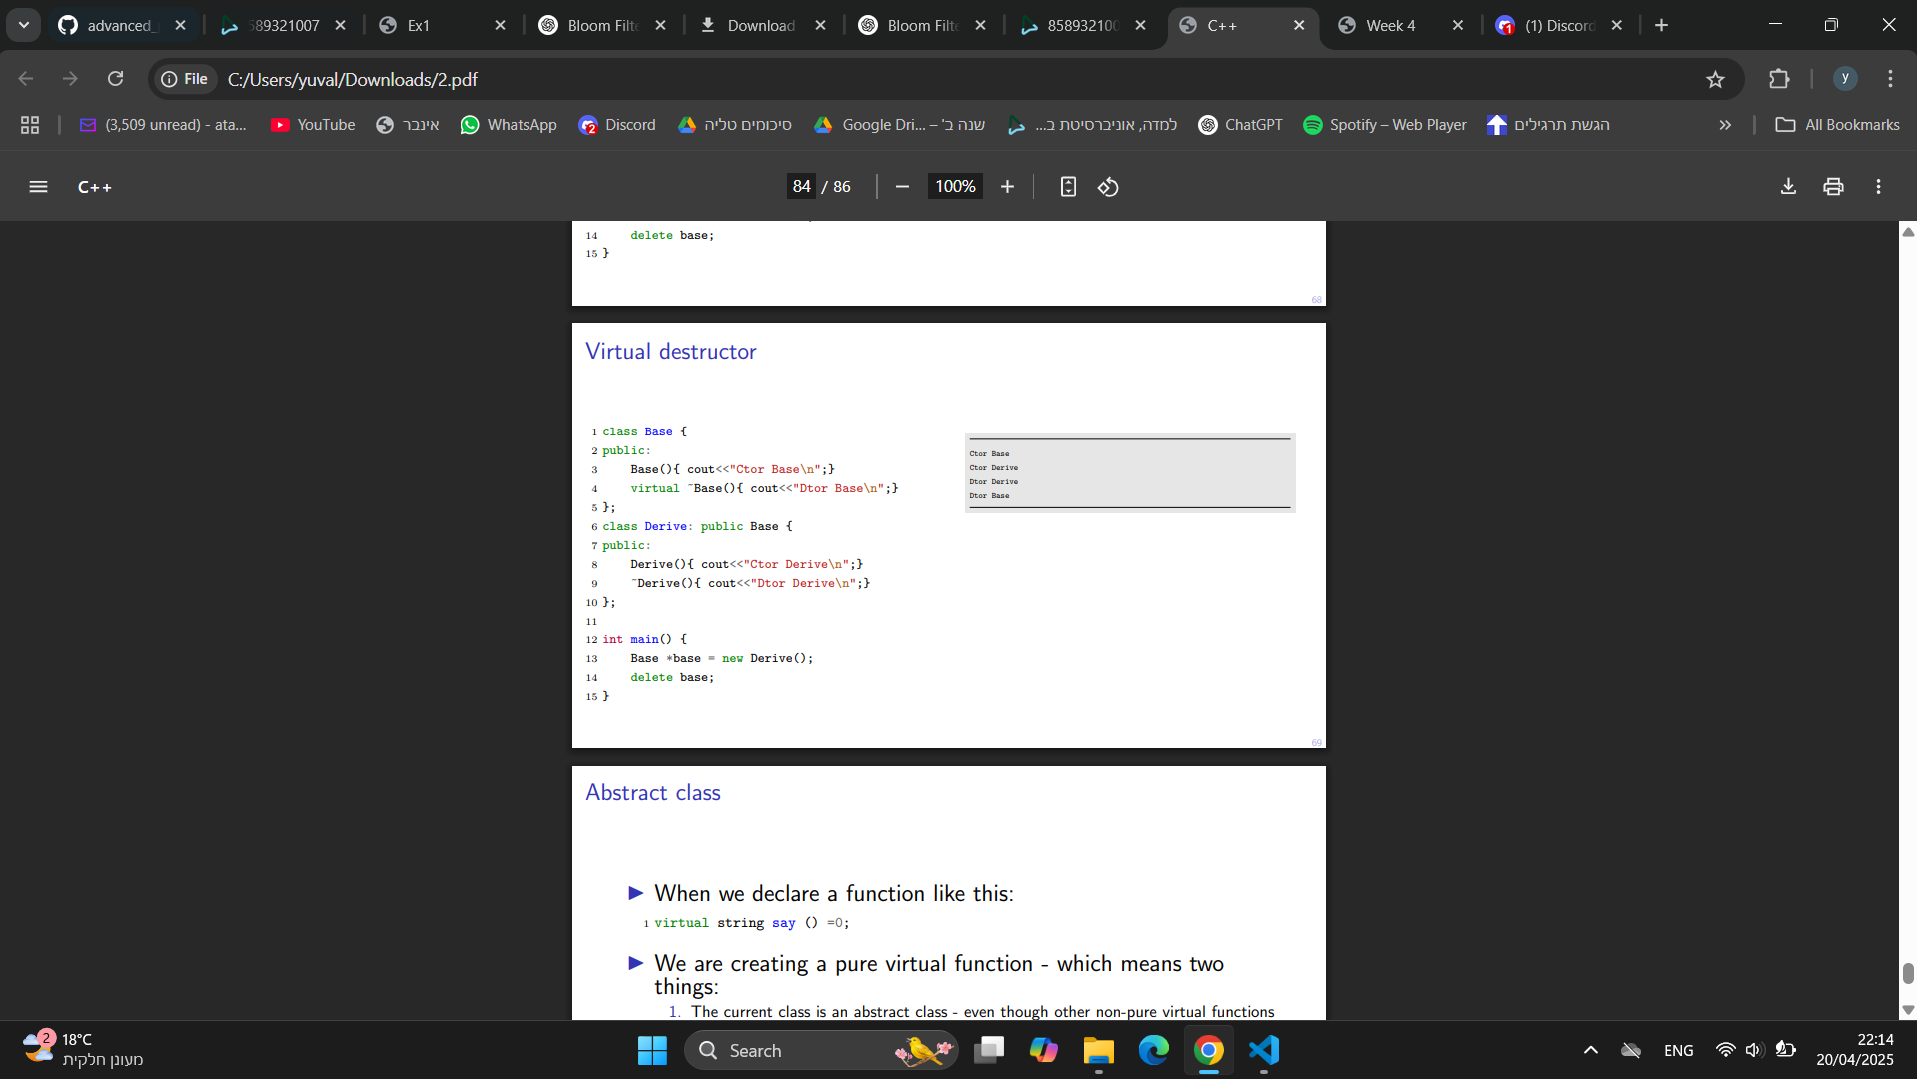 advanced_
589321007
Ex1
Bloom Filte
Download
Bloom Filte
85893210
C++
Week 4
(1) Discord
File
C:/Users/yuval/Downloads/2.pdf
y
(3,509 unread) - ata...
YouTube
אינבר
WhatsApp
Discord
סיכומים טליה
Google Dri... – 'שנה ב
למדה, אוניברסיטת ב...
ChatGPT
Spotify – Web Player
הגשת תרגילים
All Bookmarks
C++
84 / 86
100%
14 delete base;
15 }
68
Virtual destructor
1 class Base {
2 public:
3 Base(){ cout<<"Ctor Base\n";}
4 virtual ~Base(){ cout<<"Dtor Base\n";}
5 };
6 class Derive: public Base {
7 public:
8 Derive(){ cout<<"Ctor Derive\n";}
9 ~Derive(){ cout<<"Dtor Derive\n";}
10 };
11
12 int main() {
13 Base *base = new Derive();
14 delete base;
15 }
Ctor Base
Ctor Derive
Dtor Derive
Dtor Base
69
Abstract class
When we declare a function like this:
1 virtual string say () =0;
We are creating a pure virtual function - which means two
things:
1. The current class is an abstract class - even though other non-pure virtual functions
2
18°C
מעונן חלקית
Search
ENG
22:14
20/04/2025